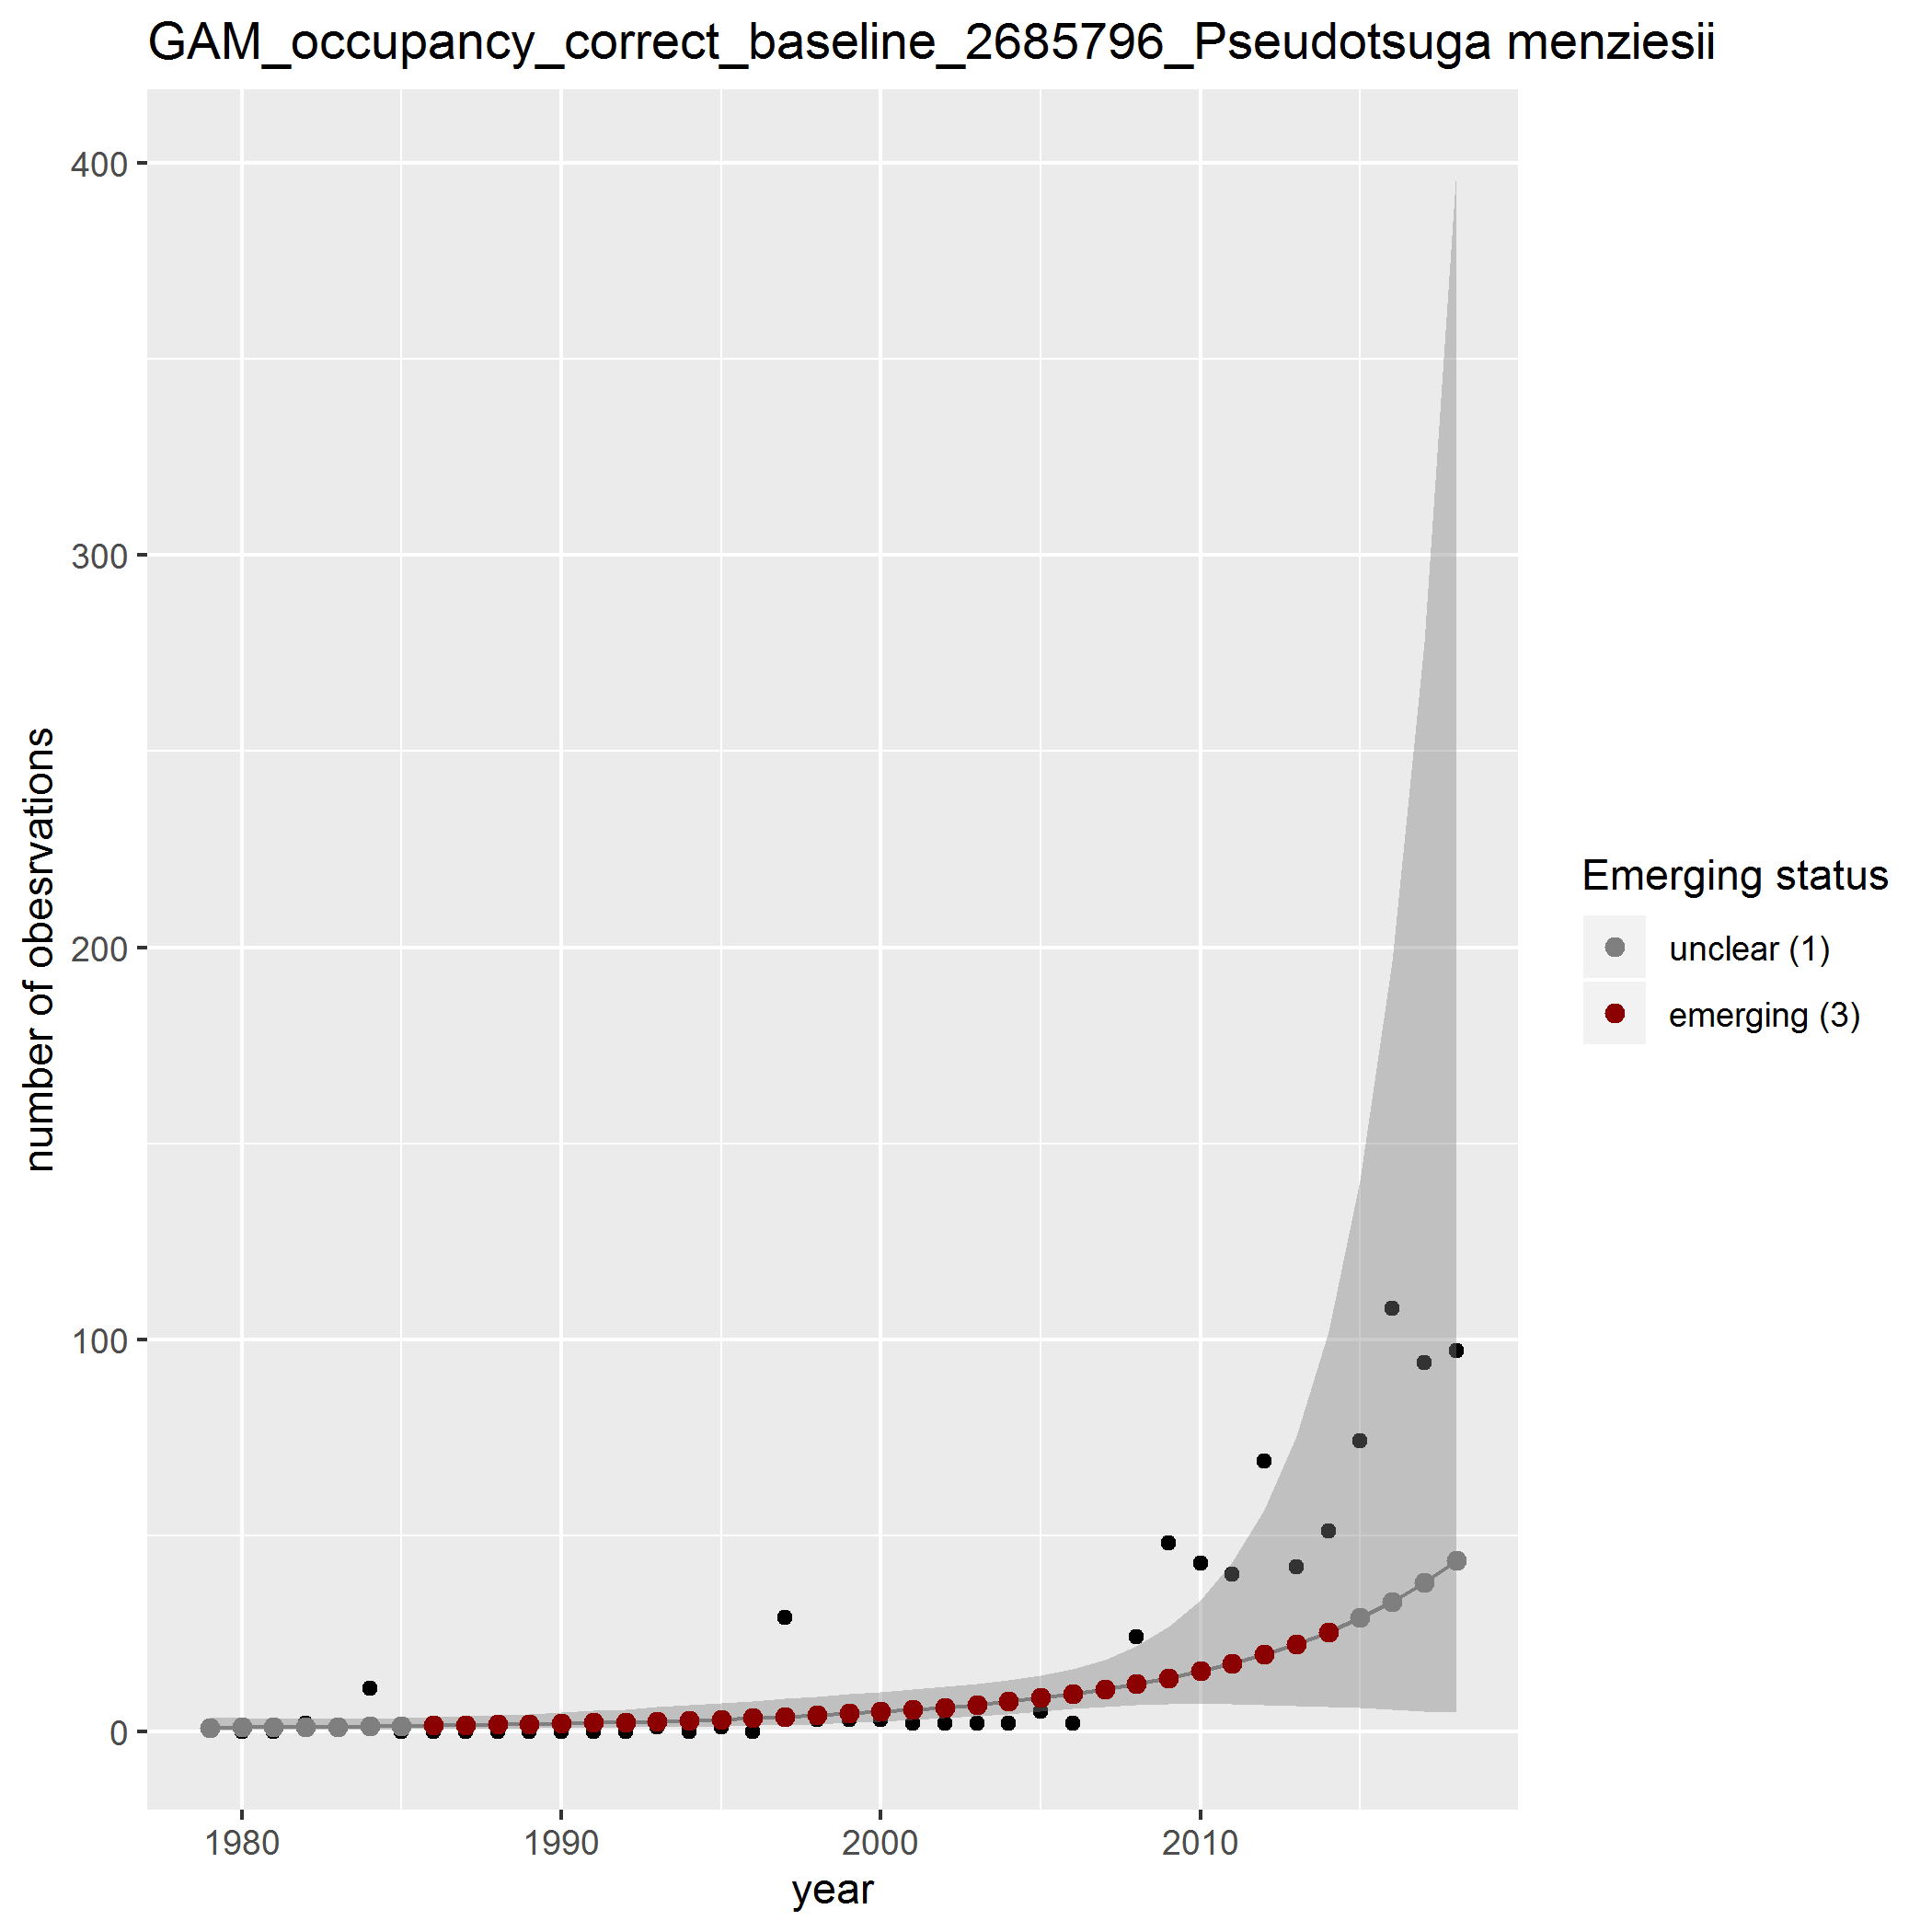 GAM_occupancy_correct_baseline_2685796_Pseudotsuga menziesii
400
300
200
100
0
number of obesrvations
1980
1990
2000
2010
year
Emerging status
unclear (1)
emerging (3)